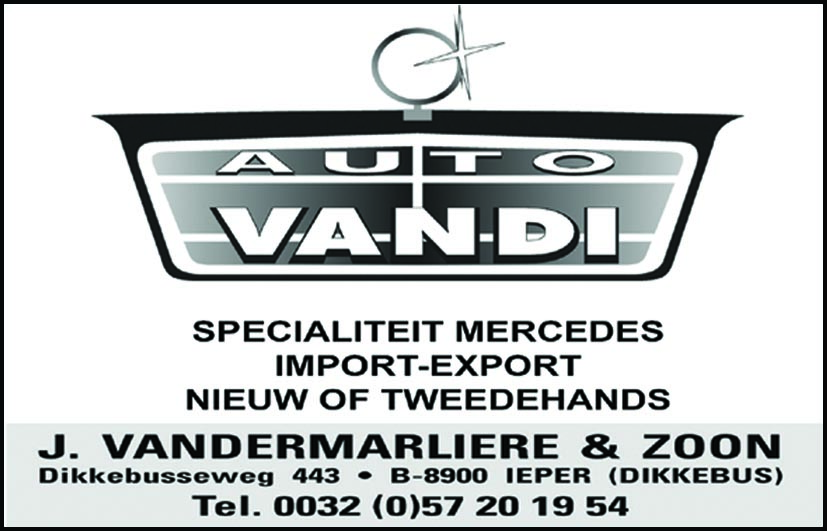 AUTO
VANDI
SPECIALITEIT MERCEDES
IMPORT-EXPORT
NIEUW OF TWEEDEHANDS
J. VANDERMARLIERE & ZOON
Dikkebusseweg 443 • B-8900 IEPER (DIKKEBUS)
Tel. 0032 (0)57 20 19 54